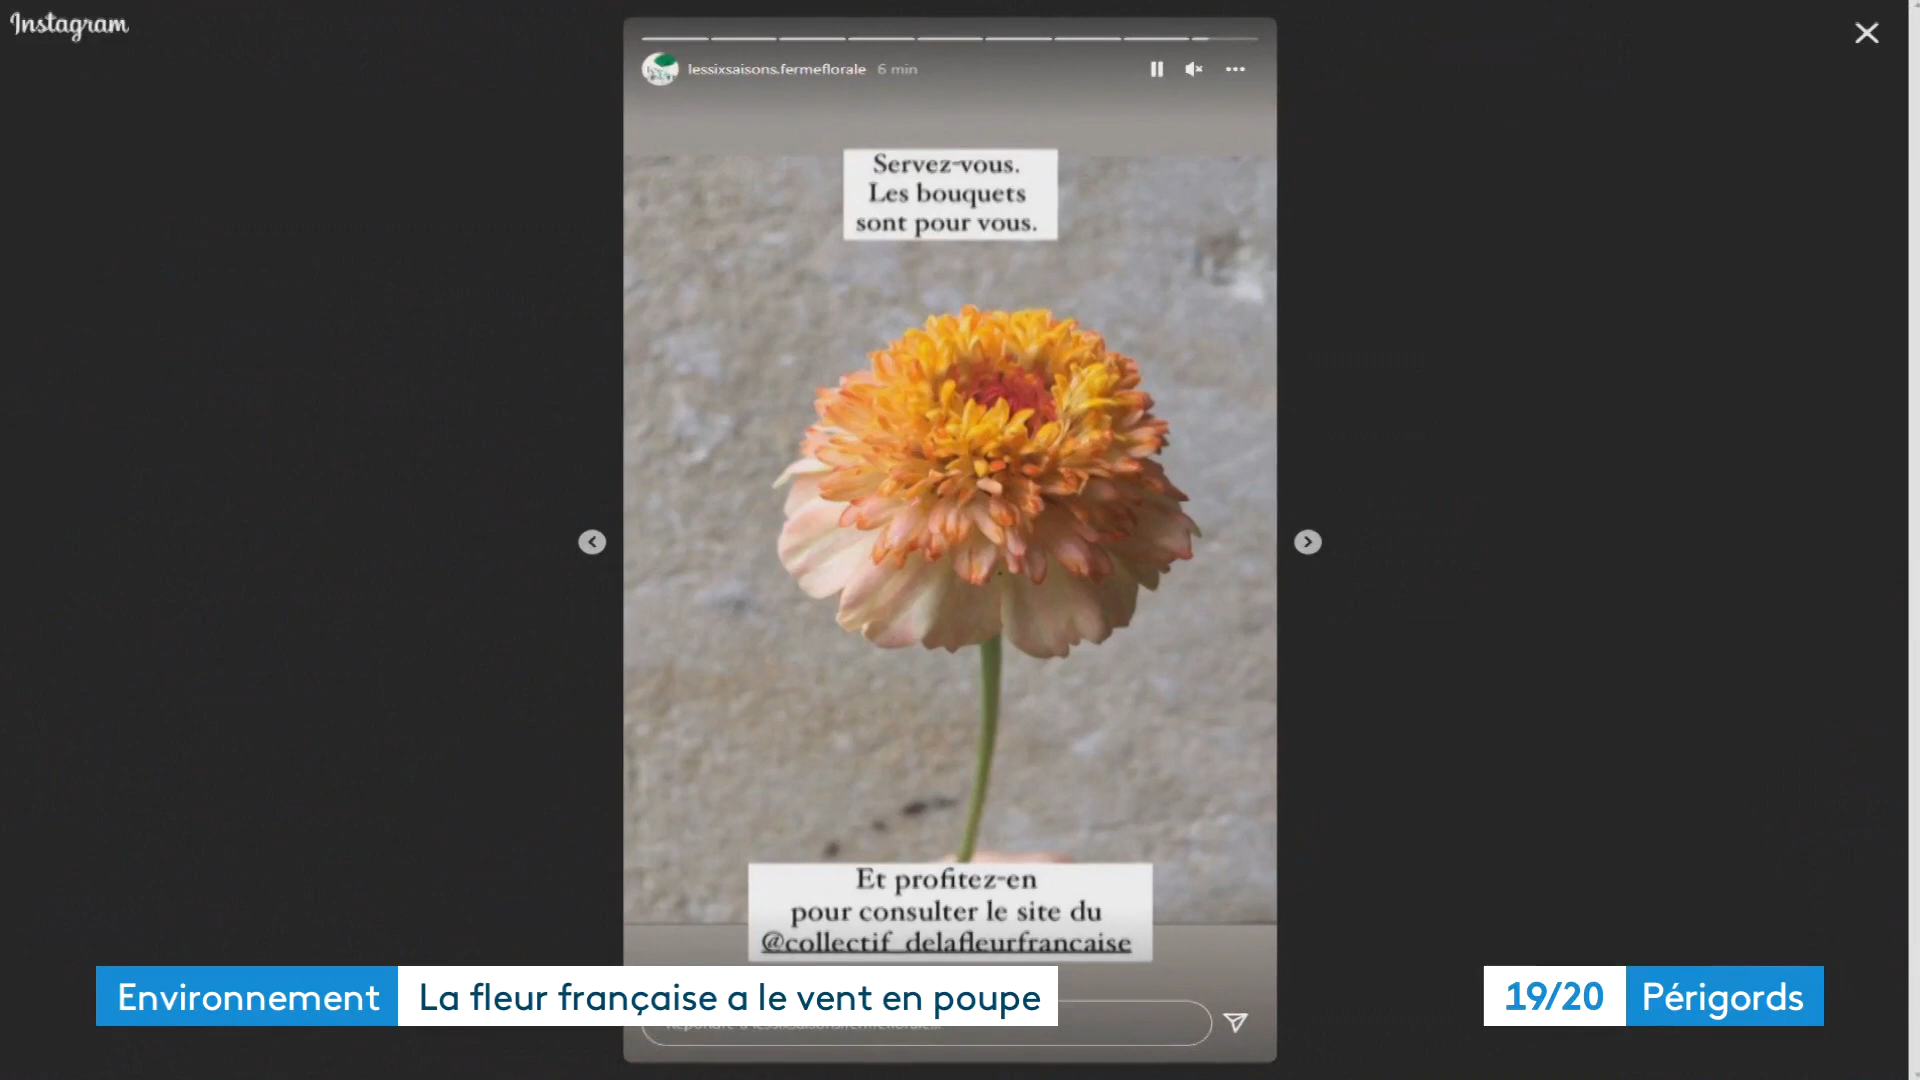 Instagram
lessixsaisons.fermeflorale 6 min
Servez-vous.
Les bouquets
sont pour vous.
Et profitez-en
pour consulter le site du
@collectif_delafleurfrancaise
Environnement La fleur française a le vent en poupe
19/20 Périgords